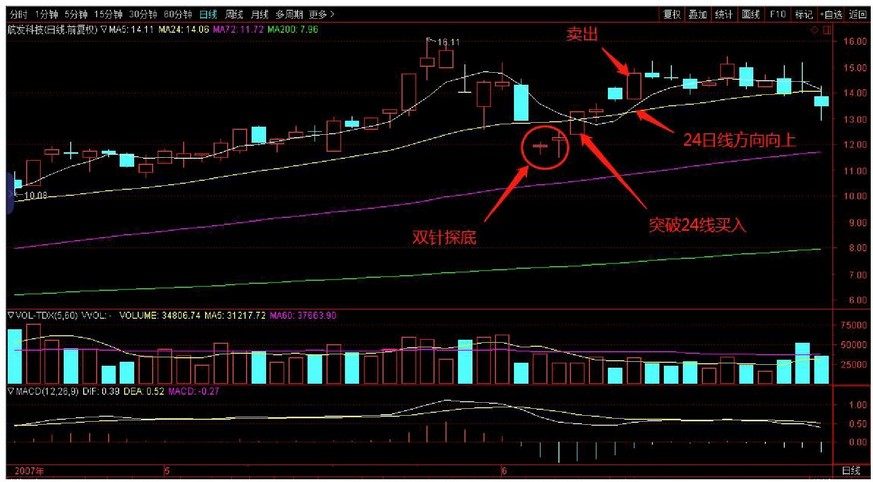 分时 1分钟 5分钟 15分钟 30分钟 60分钟 日线 周线 月线 多周期 更多 复权 叠加 统计 画线 F10 标记 +自选 返回
航发科技(日线.前复权) MA5: 14.11 MA24: 14.06 MA72: 11.72 MA200: 7.96
16.11
卖出
16.00
15.00
14.00
13.00
24日线方向向上
12.00
11.00
10.08
10.00
突破24线买入
双针探底
9.00
8.00
7.00
6.00
VOL-TDX(5,60) VVOL: - VOLUME: 34806.74 MA5: 31217.72 MA60: 37663.90
75000
50000
25000
MACD(12,26,9) DIF: 0.39 DEA: 0.52 MACD: -0.27
1.00
0.50
0.00
2007年 5 6 日线